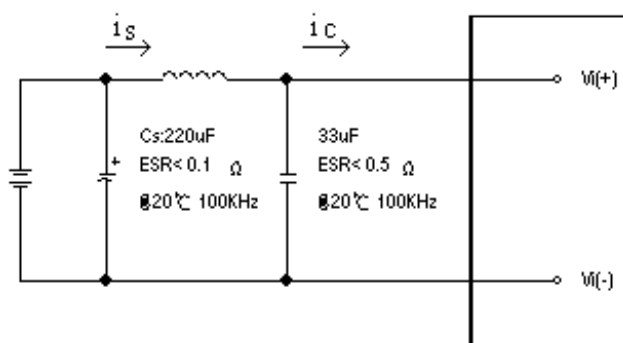 is
ic
Vi(+)
Cs:220uF
ESR< 0.1 Ω
@20℃ 100KHz
+
33uF
ESR< 0.5 Ω
@20℃ 100KHz
Vi(-)